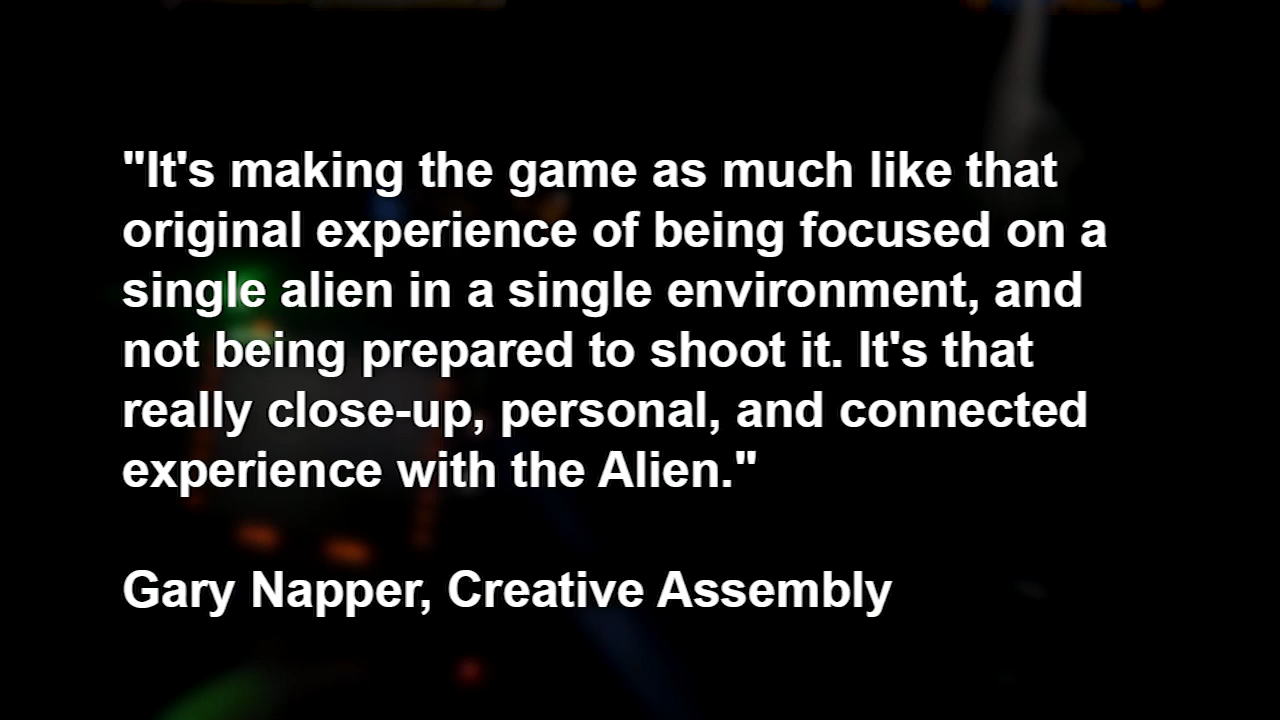 "It's making the game as much like that
original experience of being focused on a
single alien in a single environment, and
not being prepared to shoot it. It's that
really close-up, personal, and connected
experience with the Alien."
Gary Napper, Creative Assembly